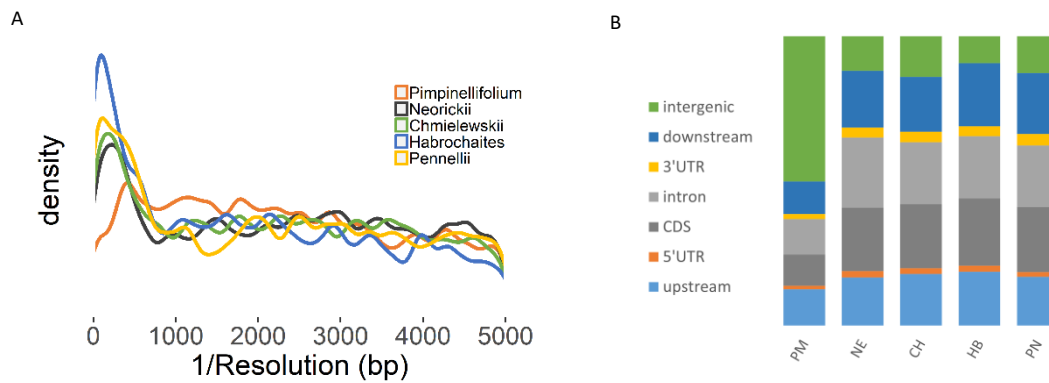 A
Pimpinellifolium
Neorickii
Chmielewskii
Habrochaites
Pennellii
density
0 1000 2000 3000 4000 5000
1/Resolution (bp)
B
intergenic
downstream
3'UTR
intron
CDS
5'UTR
upstream
PM NE CH HB PN